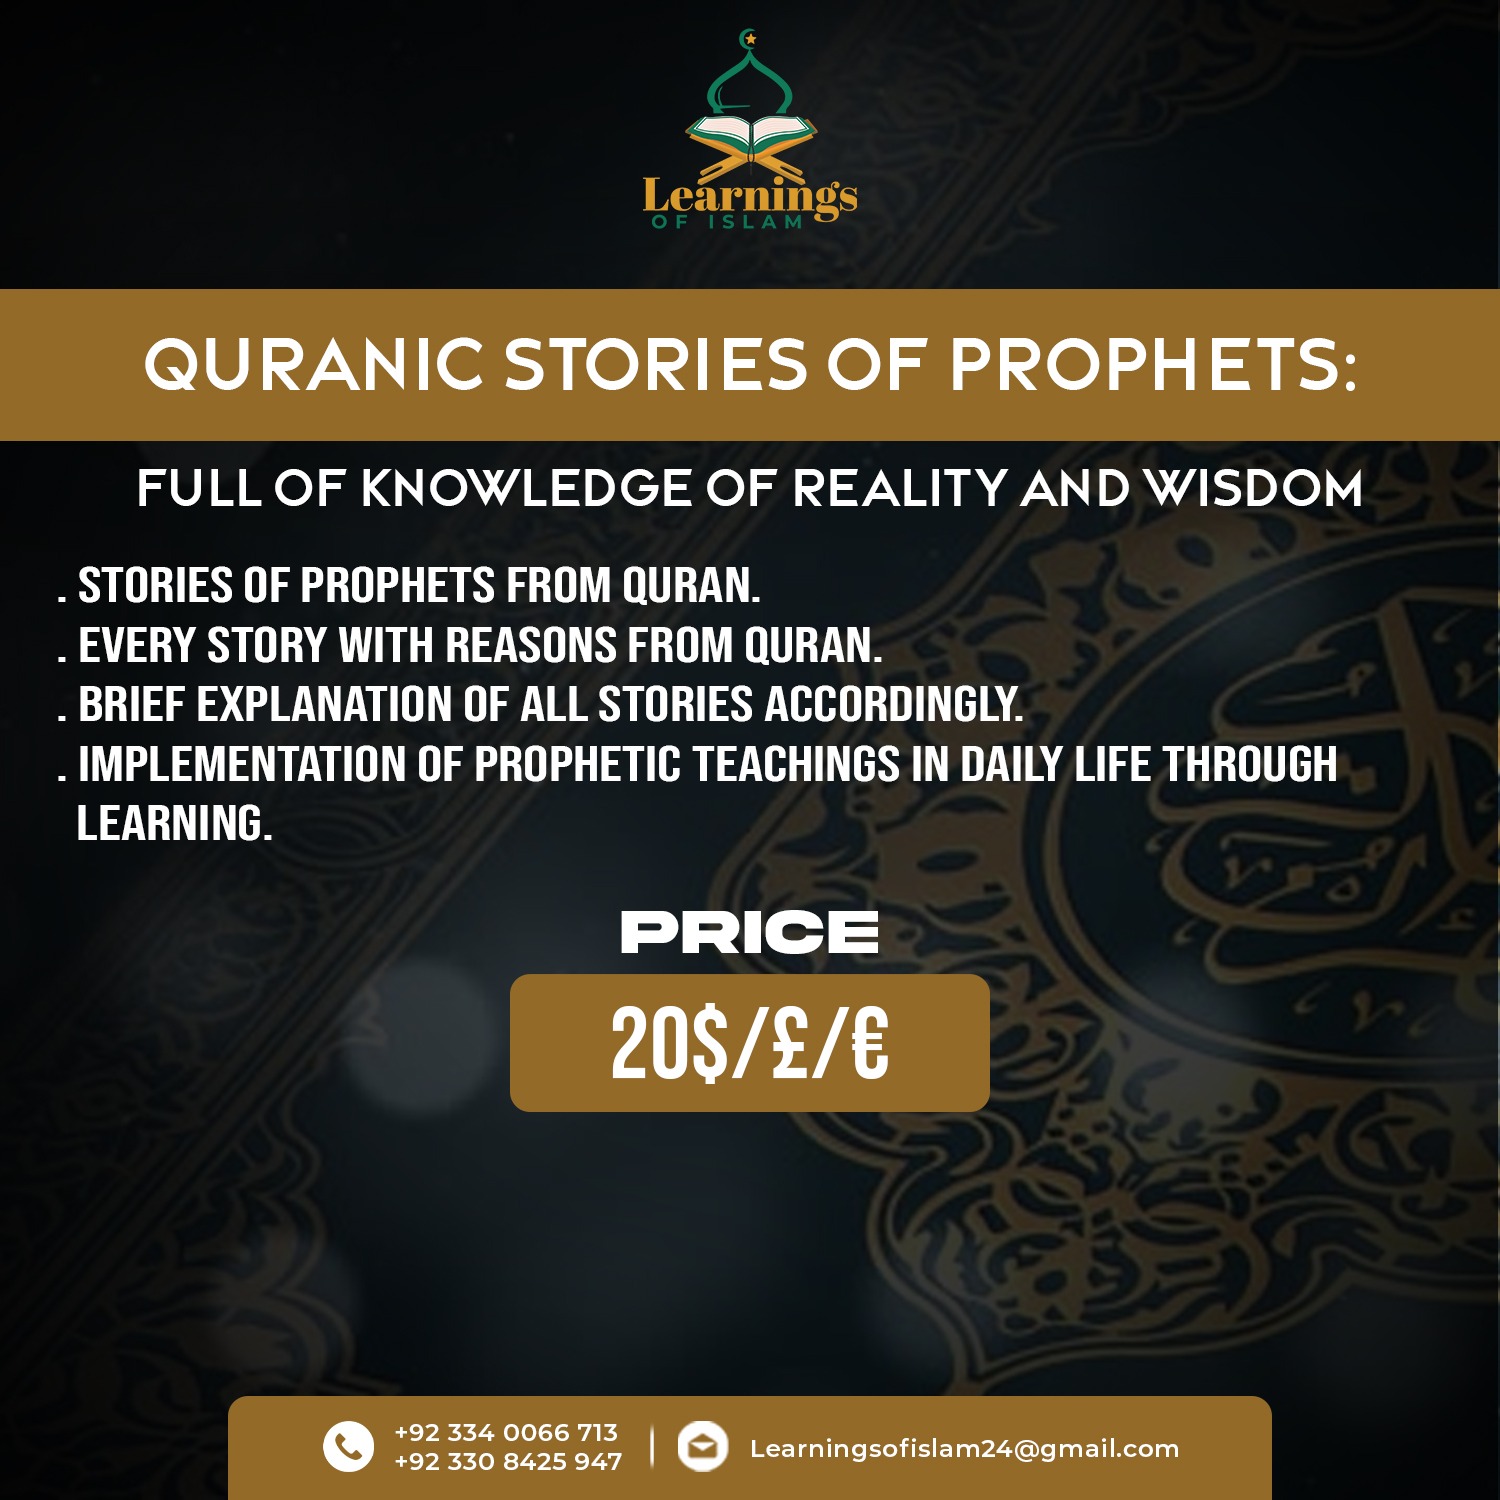 Learnings
OF ISLAM
QURANIC STORIES OF PROPHETS:
FULL OF KNOWLEDGE OF REALITY AND WISDOM
. STORIES OF PROPHETS FROM QURAN.
. EVERY STORY WITH REASONS FROM QURAN.
. BRIEF EXPLANATION OF ALL STORIES ACCORDINGLY.
. IMPLEMENTATION OF PROPHETIC TEACHINGS IN DAILY LIFE THROUGH
LEARNING.
PRICE
20$/£/€
+92 334 0066 713
+92 330 8425 947
Learningsofislam24@gmail.com